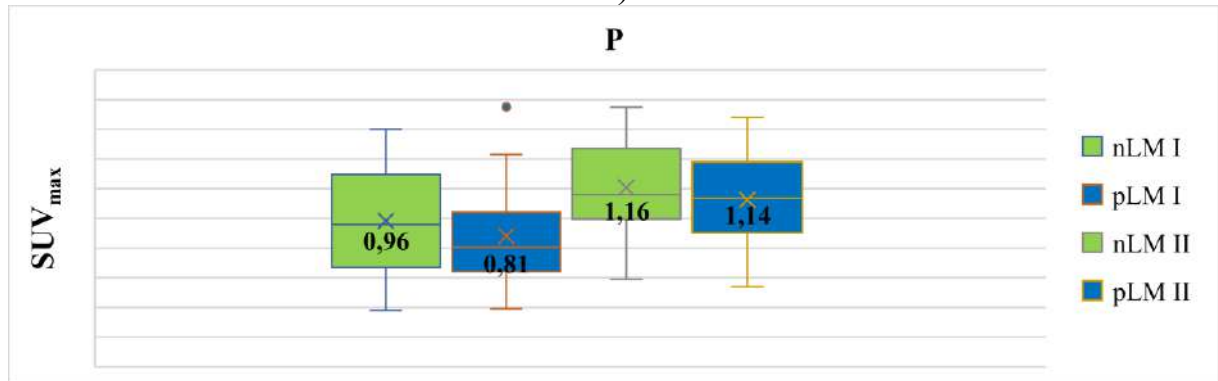 )
P
SUVmax
0,96
0,81
1,16
1,14
nLM I
pLM I
nLM II
pLM II